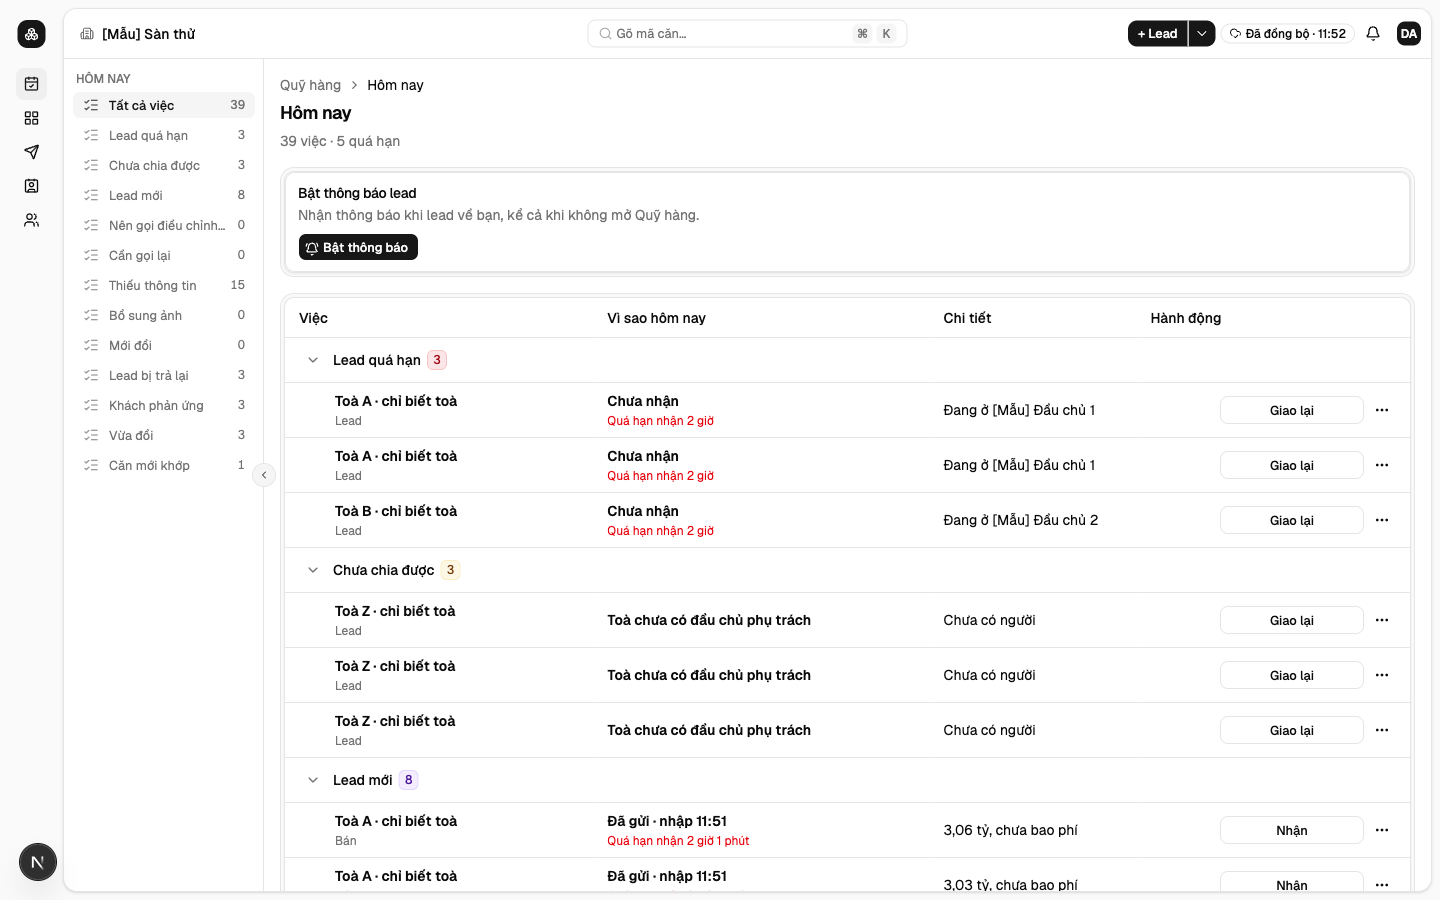 [Mẫu] Sàn thử
Gõ mã căn...
⌘ K
+ Lead
Đã đồng bộ · 11:52
DA
HÔM NAY
Tất cả việc 39
Lead quá hạn 3
Chưa chia được 3
Lead mới 8
Nên gọi điều chỉnh... 0
Cần gọi lại 0
Thiếu thông tin 15
Bổ sung ảnh 0
Mới đổi 0
Lead bị trả lại 3
Khách phản ứng 3
Vừa đổi 3
Căn mới khớp 1
N
Quỹ hàng > Hôm nay
Hôm nay
39 việc · 5 quá hạn
Bật thông báo lead
Nhận thông báo khi lead về bạn, kể cả khi không mở Quỹ hàng.
Bật thông báo
Việc Vì sao hôm nay Chi tiết Hành động
Lead quá hạn 3
Toà A · chỉ biết toà
Lead
Chưa nhận
Quá hạn nhận 2 giờ
Đang ở [Mẫu] Đầu chủ 1
Giao lại
Toà A · chỉ biết toà
Lead
Chưa nhận
Quá hạn nhận 2 giờ
Đang ở [Mẫu] Đầu chủ 1
Giao lại
Toà B · chỉ biết toà
Lead
Chưa nhận
Quá hạn nhận 2 giờ
Đang ở [Mẫu] Đầu chủ 2
Giao lại
Chưa chia được 3
Toà Z · chỉ biết toà
Lead
Toà chưa có đầu chủ phụ trách
Chưa có người
Giao lại
Toà Z · chỉ biết toà
Lead
Toà chưa có đầu chủ phụ trách
Chưa có người
Giao lại
Toà Z · chỉ biết toà
Lead
Toà chưa có đầu chủ phụ trách
Chưa có người
Giao lại
Lead mới 8
Toà A · chỉ biết toà
Bán
Đã gửi · nhập 11:51
Quá hạn nhận 2 giờ 1 phút
3,06 tỷ, chưa bao phí
Nhận
Toà A · chỉ biết toà
Đã gửi · nhập 11:51
3,03 tỷ, chưa bao phí
Nhận